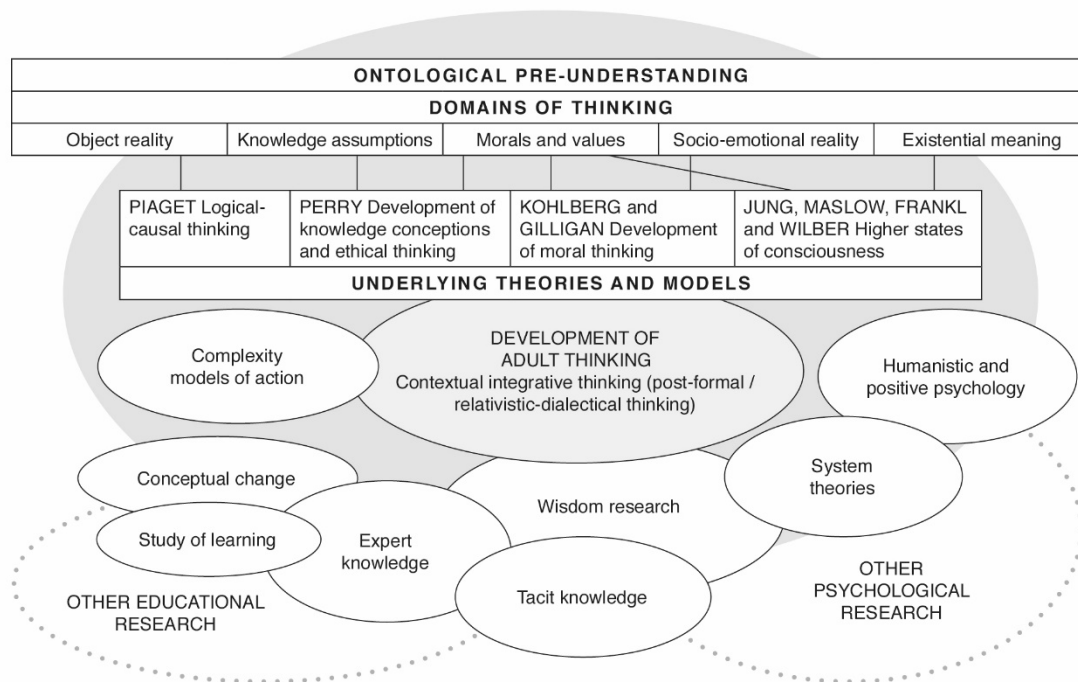 ONTOLOGICAL PRE-UNDERSTANDING
DOMAINS OF THINKING
Object reality
Knowledge assumptions
Morals and values
Socio-emotional reality
Existential meaning
PIAGET Logical-
causal thinking
PERRY Development of
knowledge conceptions
and ethical thinking
KOHLBERG and
GILLIGAN Development
of moral thinking
JUNG, MASLOW, FRANKL
and WILBER Higher states
of consciousness
UNDERLYING THEORIES AND MODELS
Complexity
models of action
DEVELOPMENT OF
ADULT THINKING
Contextual integrative thinking (post-formal /
relativistic-dialectical thinking)
Humanistic and
positive psychology
Conceptual change
Study of learning
Expert
knowledge
Wisdom research
System
theories
Tacit knowledge
OTHER EDUCATIONAL
RESEARCH
OTHER
PSYCHOLOGICAL
RESEARCH